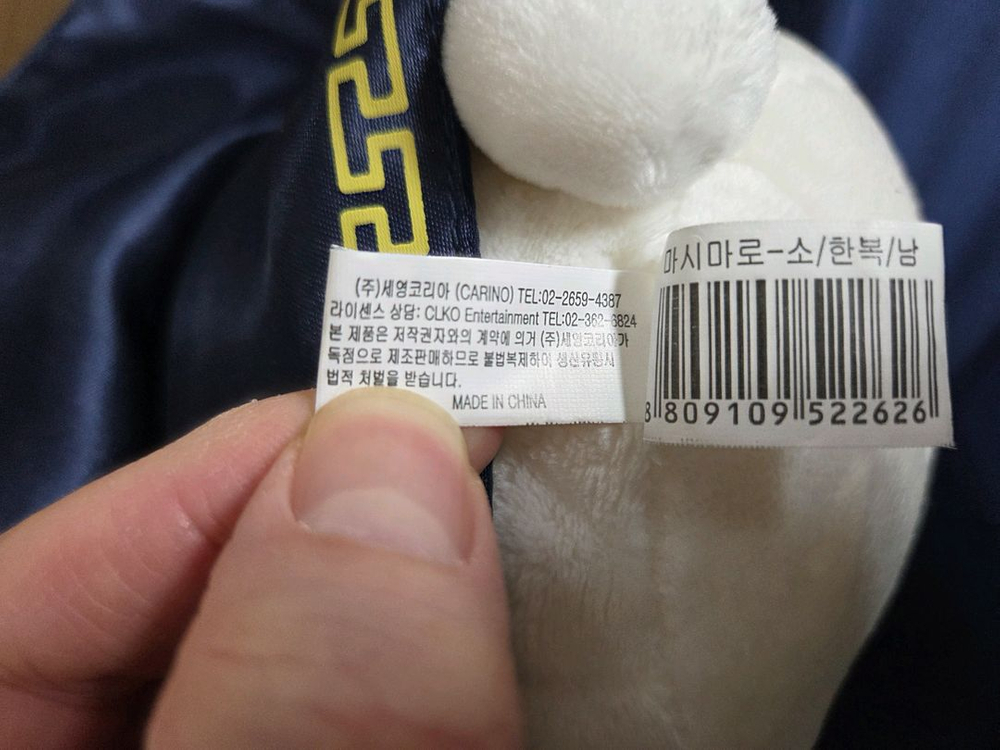 (주)세영코리아 (CARINO) TEL:02-2659-4387
라이센스 상담: CLKO Entertainment TEL:02-362-6824
본 제품은 저작권자와의 계약에 의거 (주)세영코리아가
독점으로 제조판매하므로 불법복제하여 생산유통시
법적 처벌을 받습니다.
MADE IN CHINA
마시마로-소/한복/남
8 809109 522626